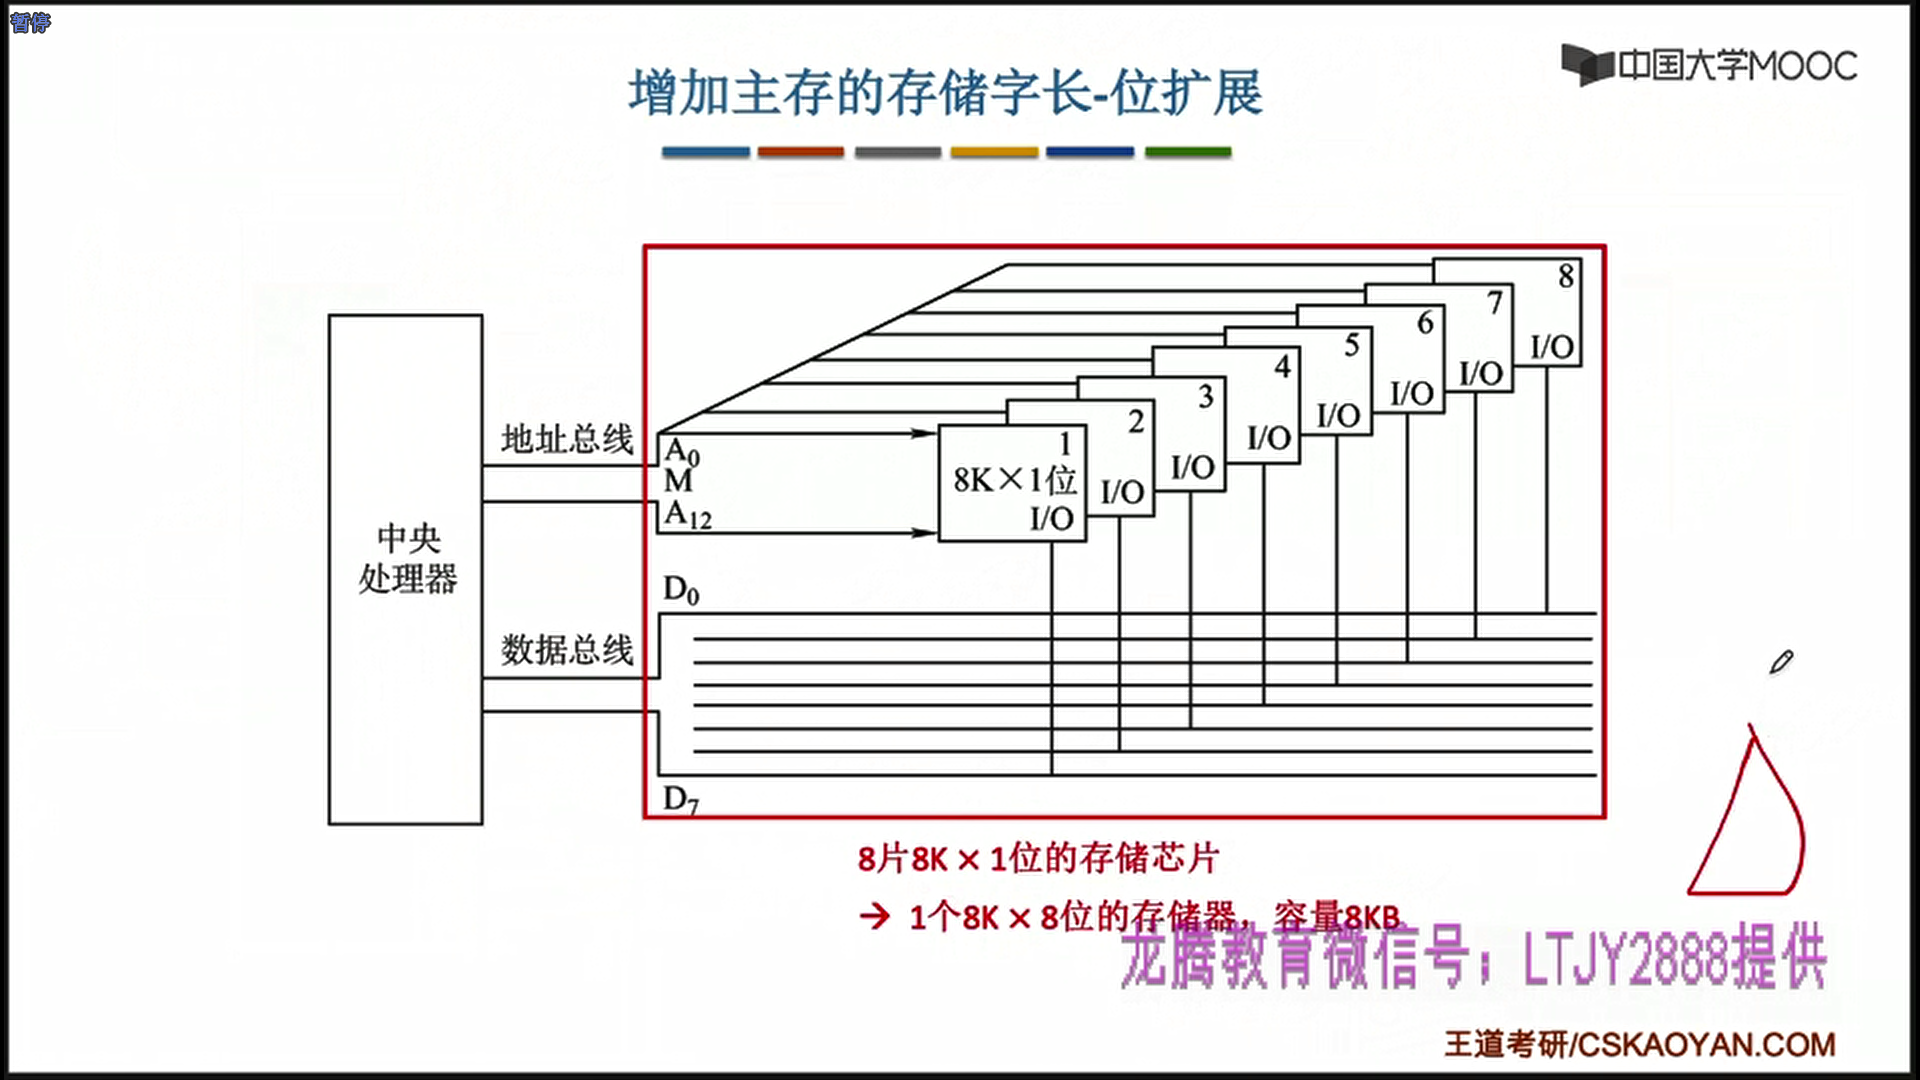 暂停
中国大学MOOC
增加主存的存储字长-位扩展
8
7
6
5
4
3
2
1
I/O
I/O
I/O
I/O
I/O
I/O
I/O
8K×1位
I/O
地址总线
A0
M
A12
中央
处理器
D0
数据总线
D7
8片8K × 1位的存储芯片
→ 1个8K × 8位的存储器，容量8KB
龙腾教育微信号：LTJY2888提供
王道考研/CSKAOYAN.COM